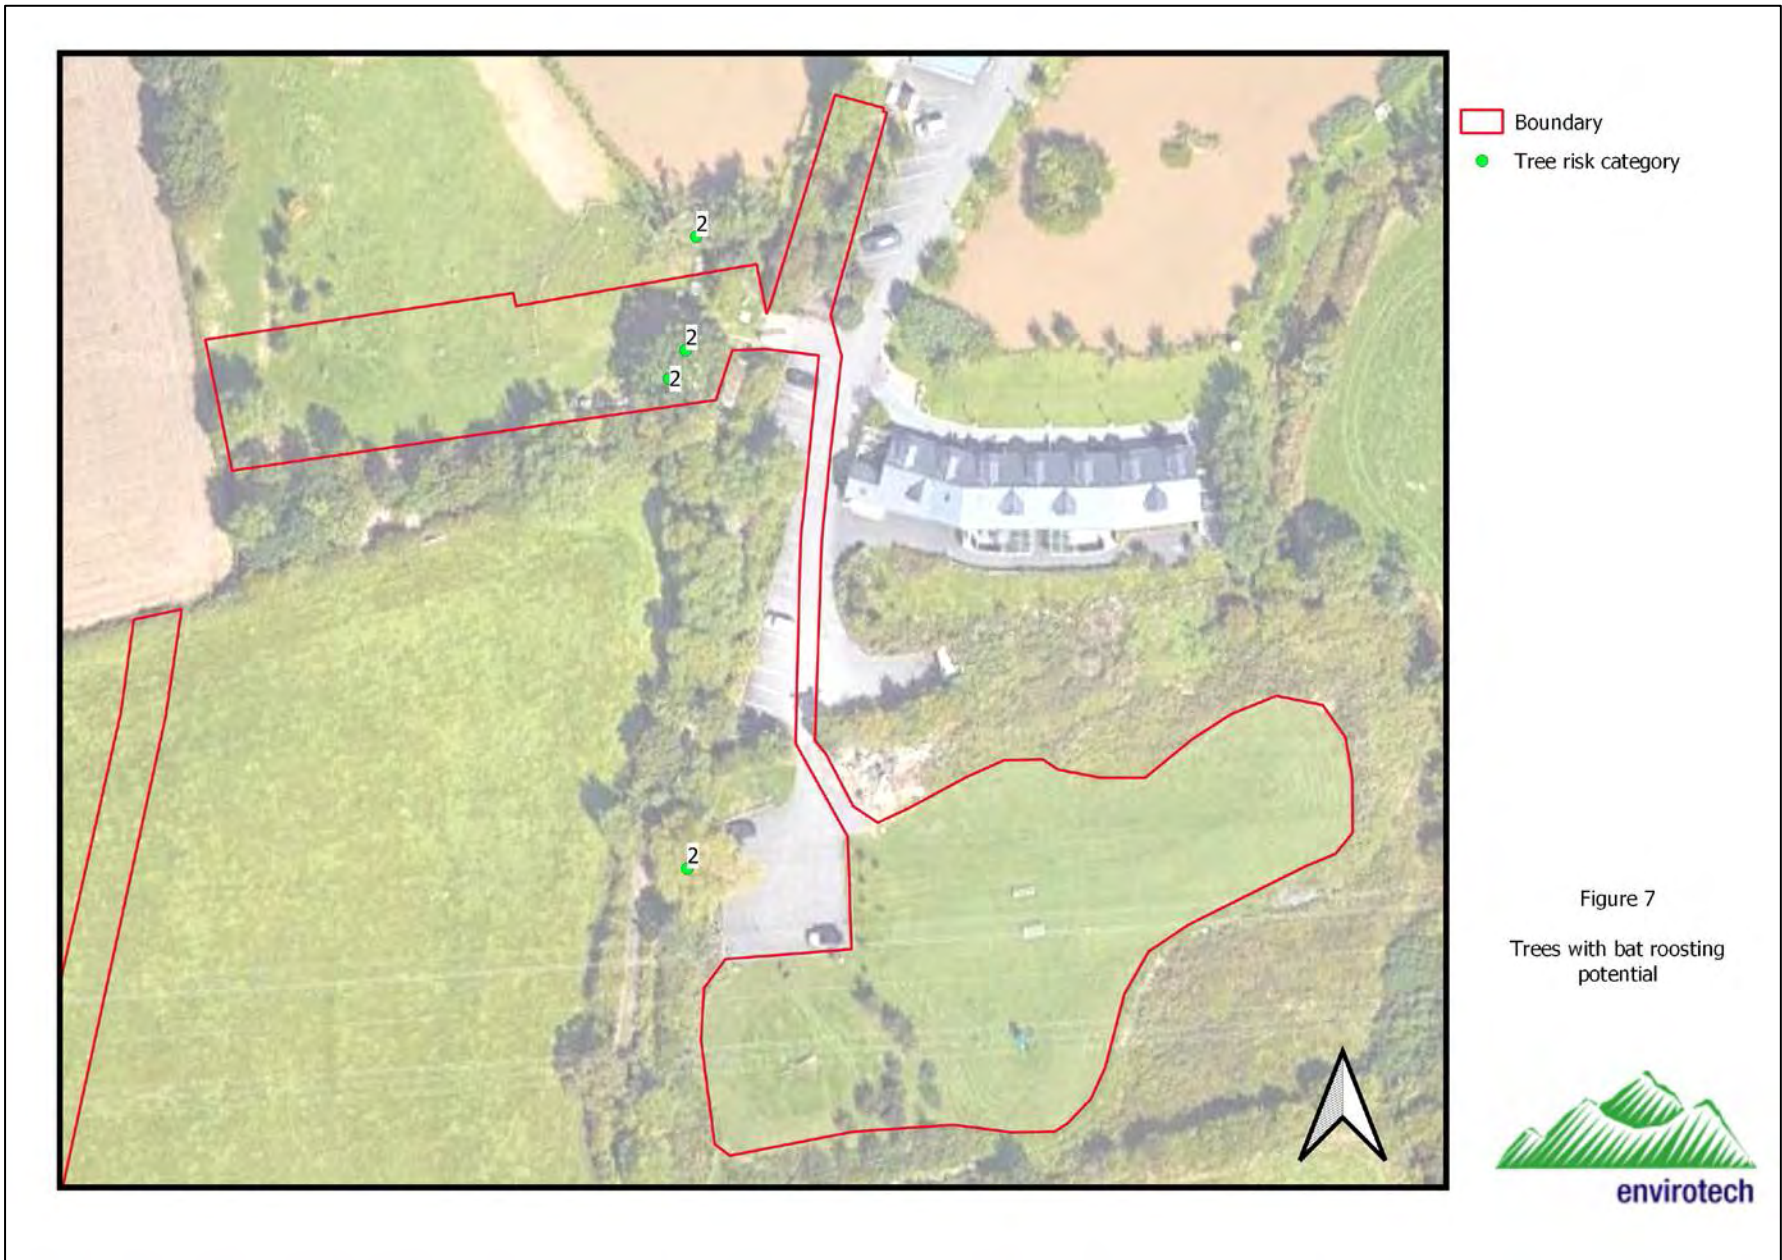 2
2
2
2
Boundary
Tree risk category
Figure 7
Trees with bat roosting
potential
envirotech